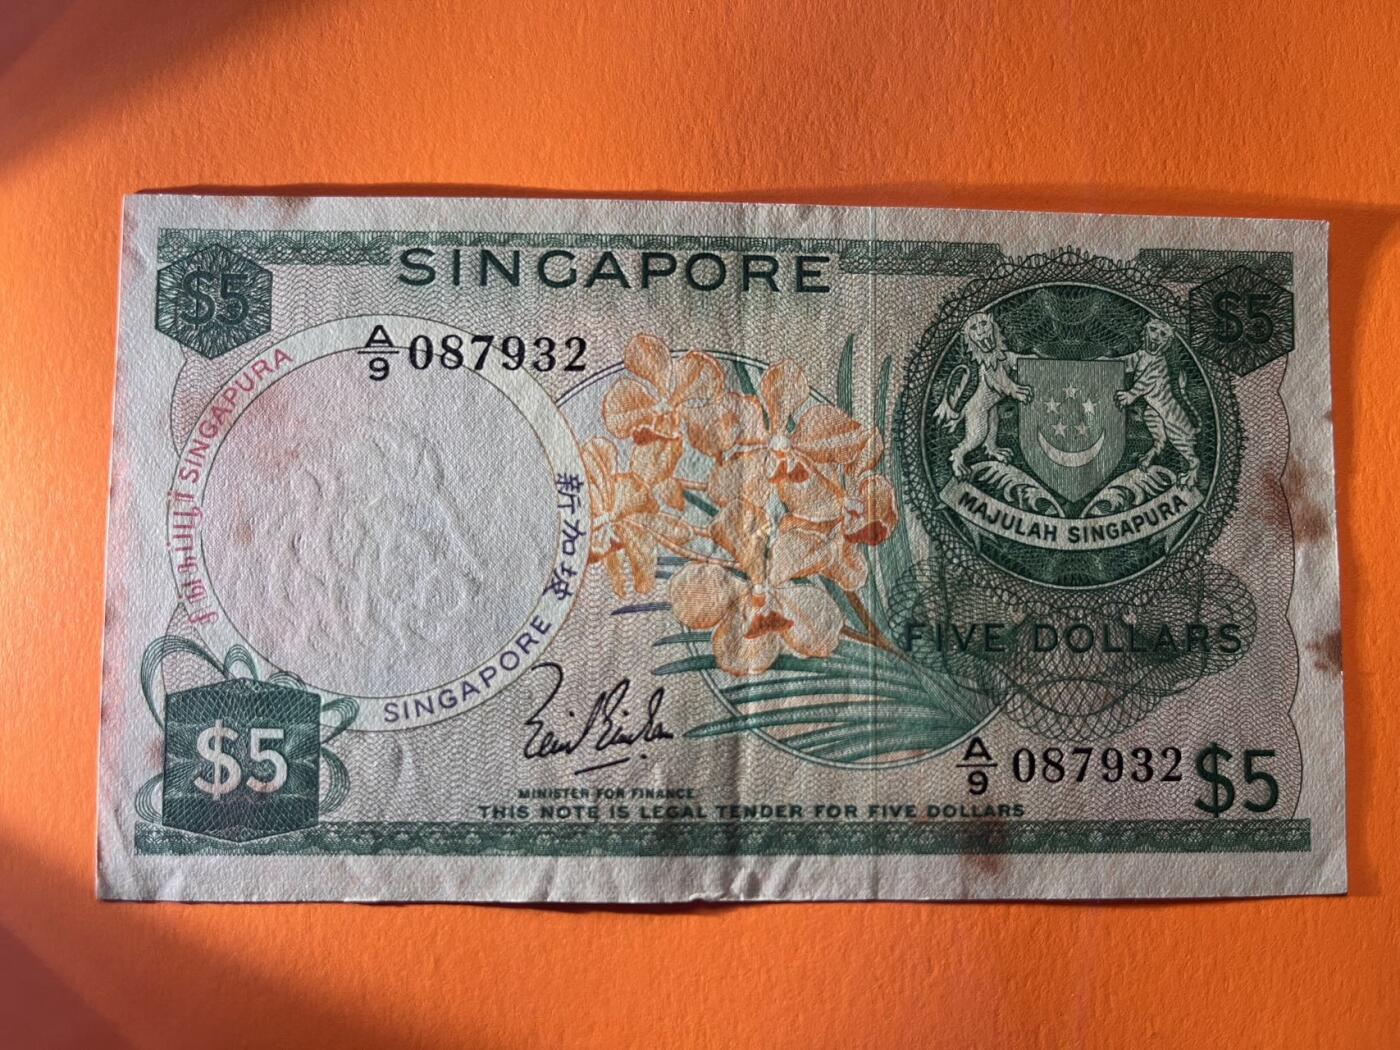 SINGAPORE
$5
$5
A/9 087932
SINGAPURA
சிங்கப்பூர்
新加坡
SINGAPORE
MAJULAH SINGAPURA
FIVE DOLLARS
$5
MINISTER FOR FINANCE
THIS NOTE IS LEGAL TENDER FOR FIVE DOLLARS
A/9 087932
$5